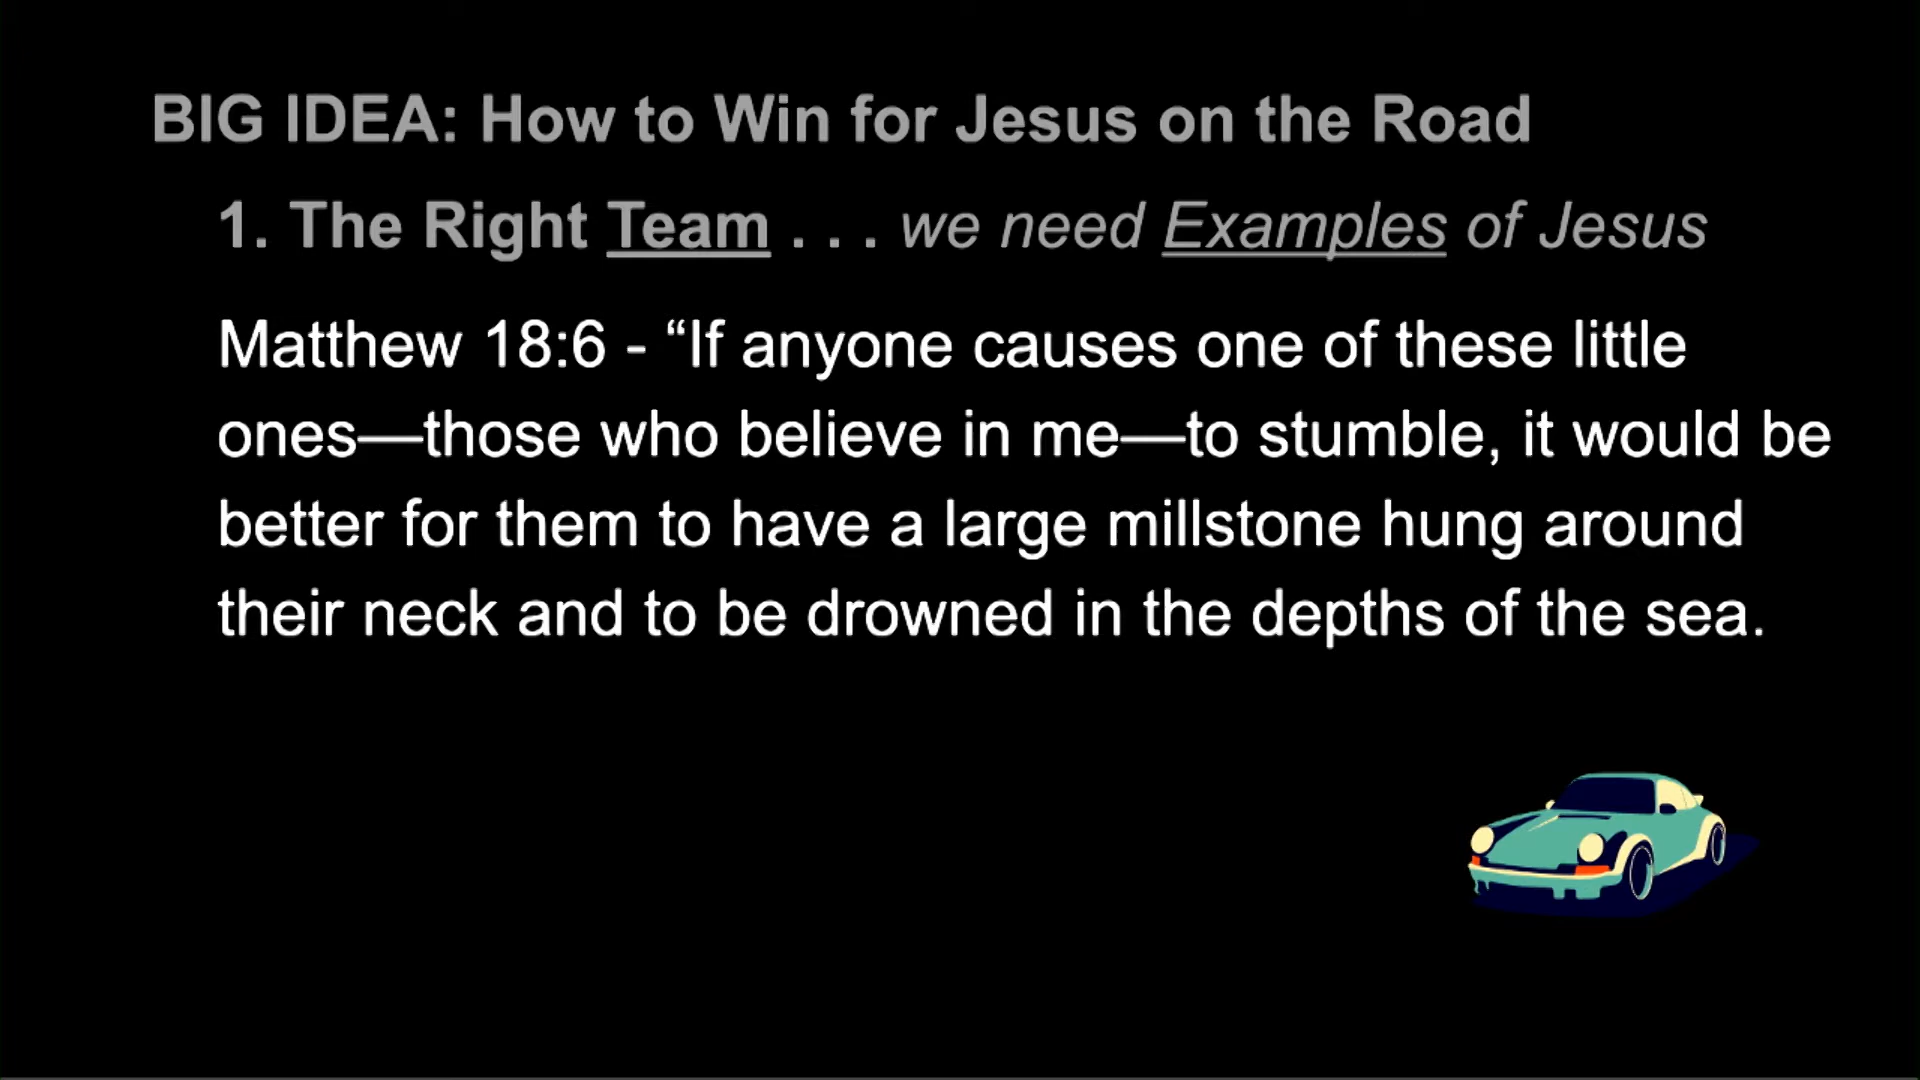 BIG IDEA: How to Win for Jesus on the Road
1. The Right Team . . . we need Examples of Jesus
Matthew 18:6 - “If anyone causes one of these little
ones—those who believe in me—to stumble, it would be
better for them to have a large millstone hung around
their neck and to be drowned in the depths of the sea.